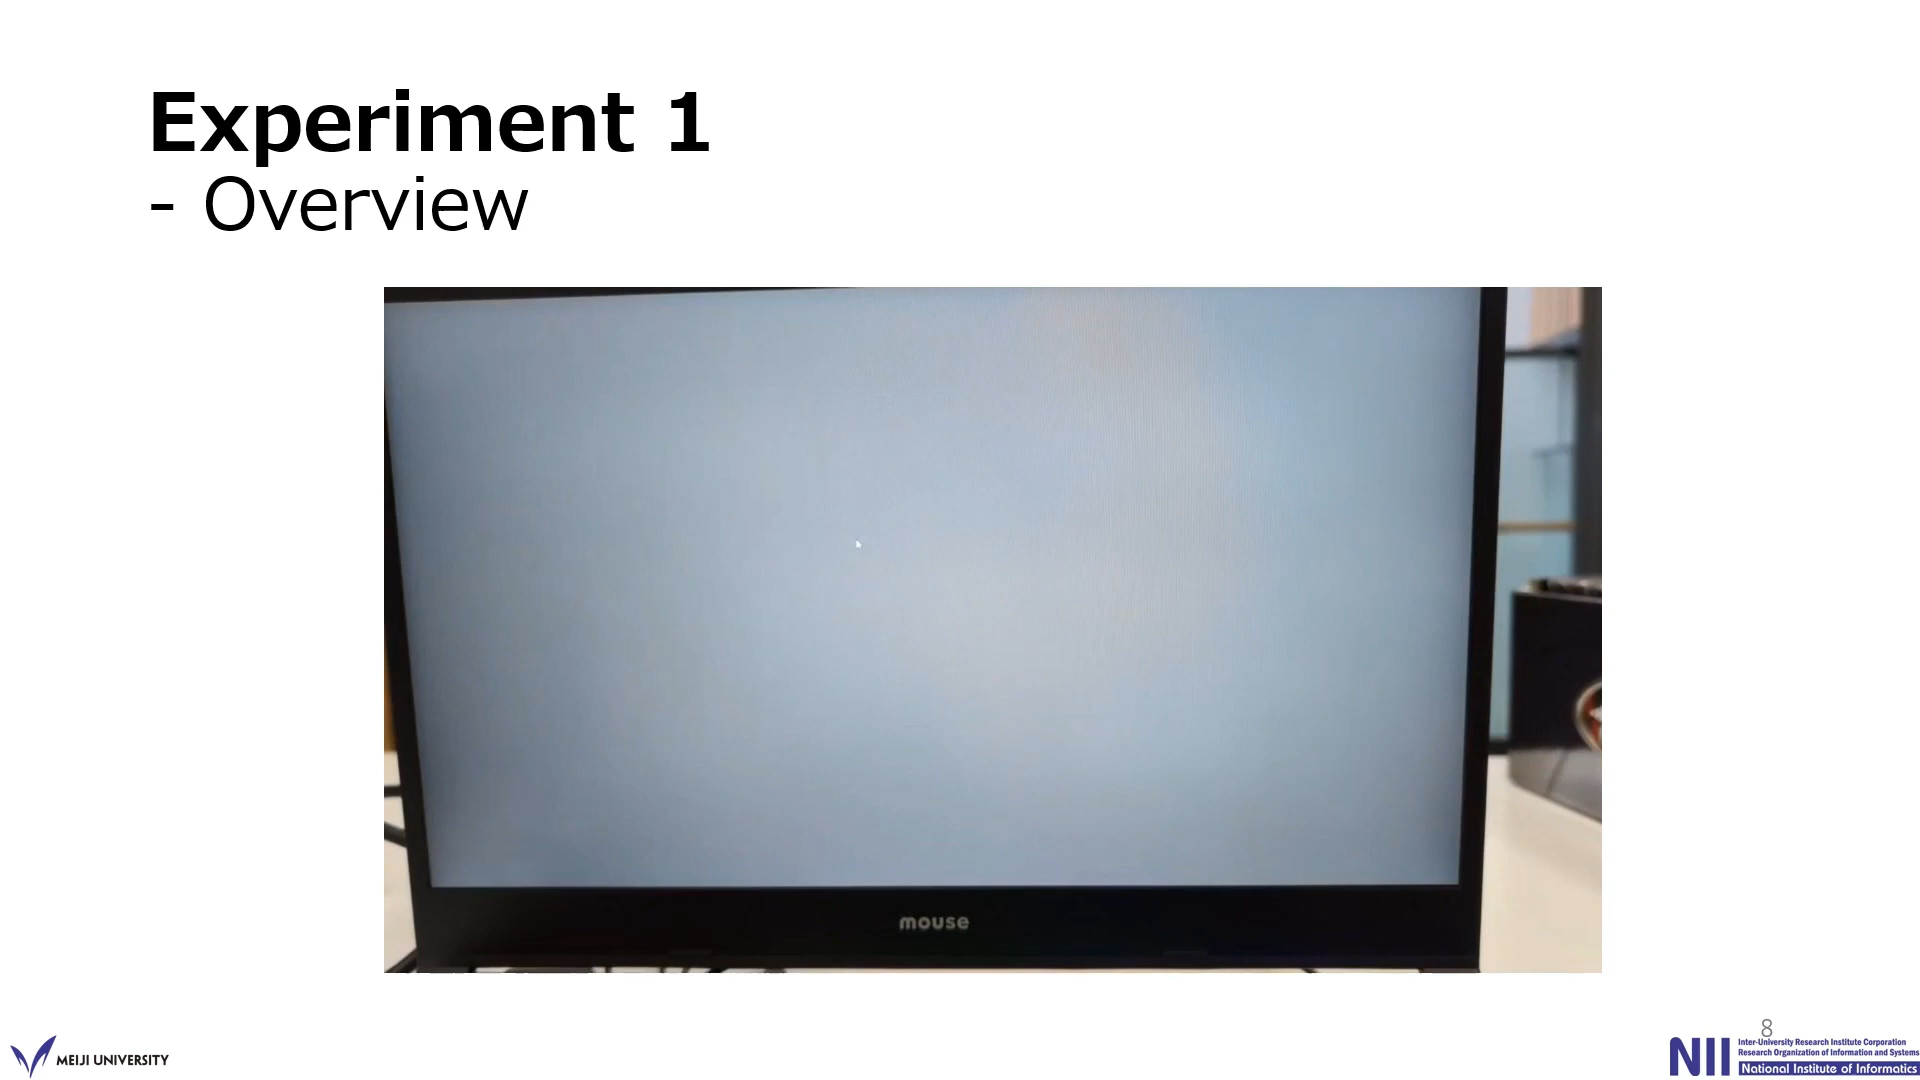 Experiment 1
- Overview
mouse
8
MEIJI UNIVERSITY
NII
Inter-University Research Institute Corporation
Research Organization of Information and Systems
National Institute of Informatics